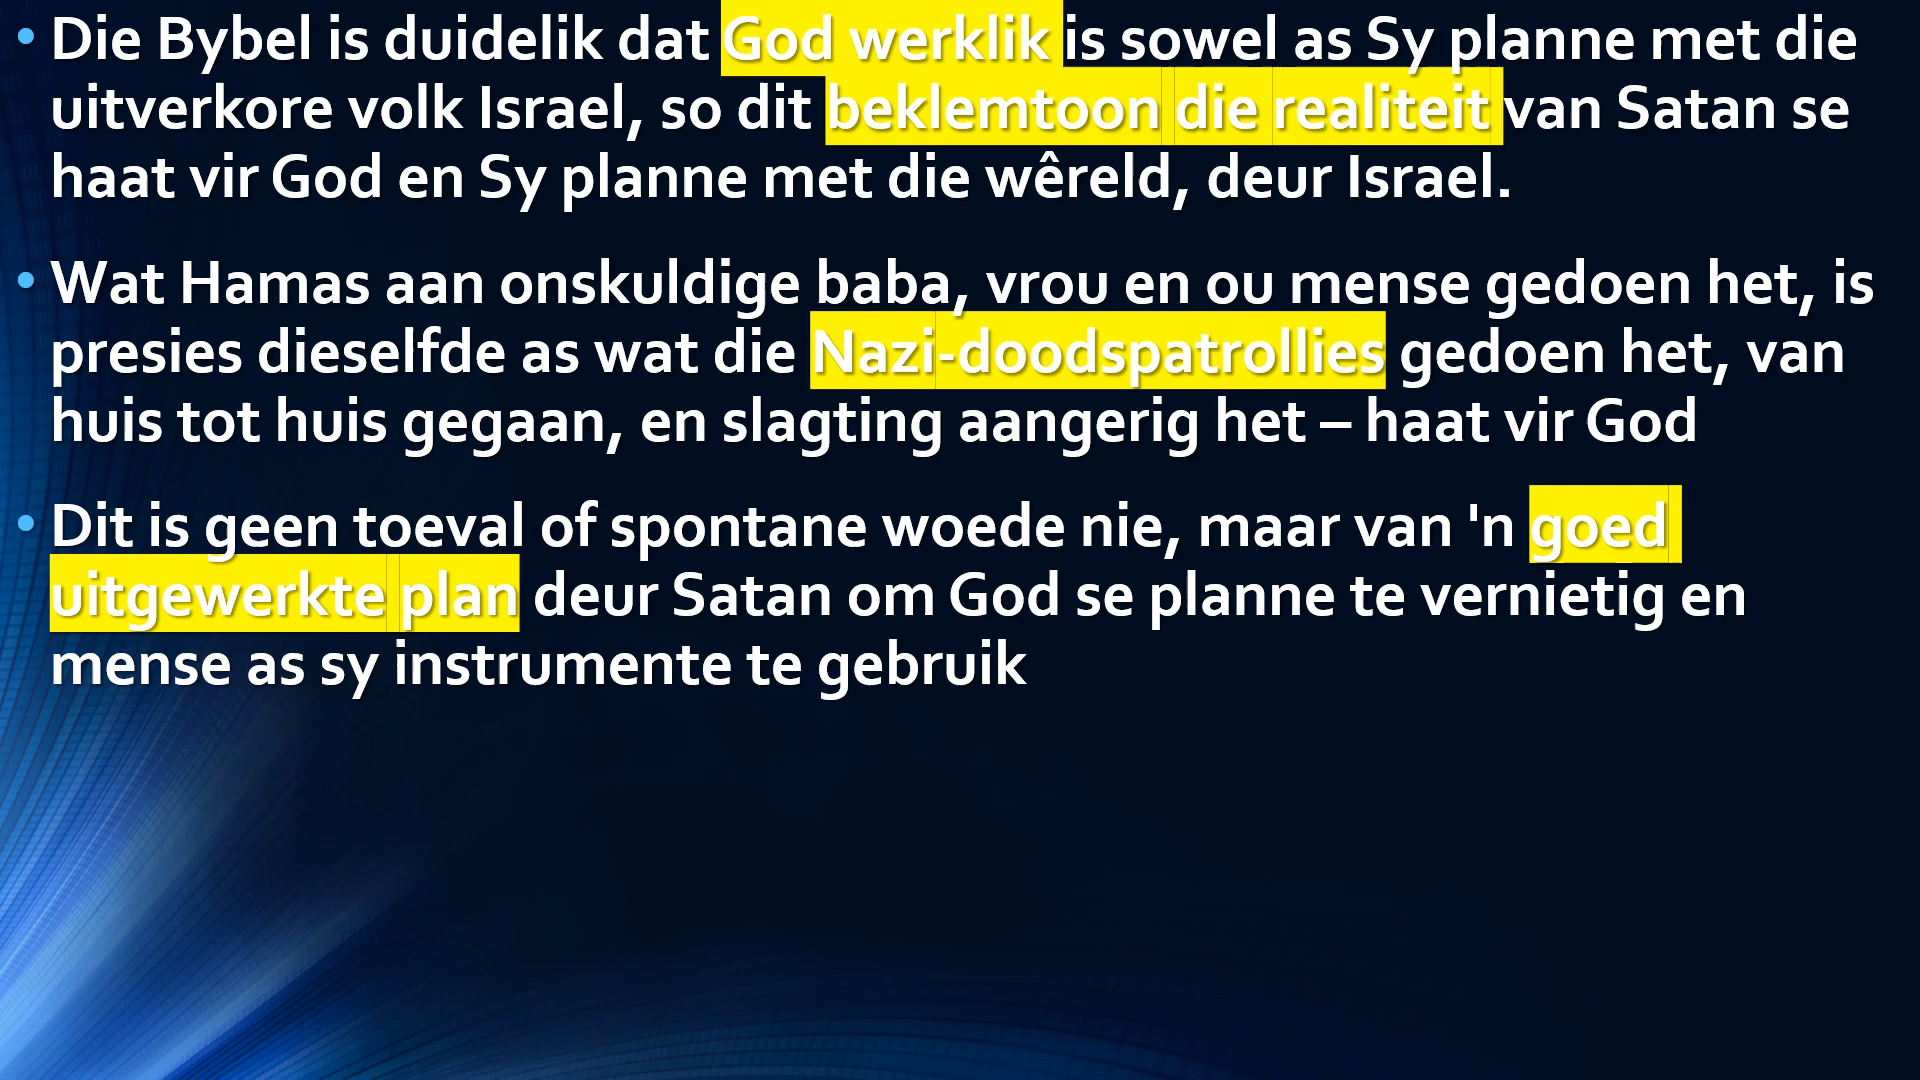 • Die Bybel is duidelik dat God werklik is sowel as Sy planne met die
uitverkore volk Israel, so dit beklemtoon die realiteit van Satan se
haat vir God en Sy planne met die wêreld, deur Israel.
• Wat Hamas aan onskuldige baba, vrou en ou mense gedoen het, is
presies dieselfde as wat die Nazi-doodspatrollies gedoen het, van
huis tot huis gegaan, en slagting aangerig het – haat vir God
• Dit is geen toeval of spontane woede nie, maar van 'n goed
uitgewerkte plan deur Satan om God se planne te vernietig en
mense as sy instrumente te gebruik